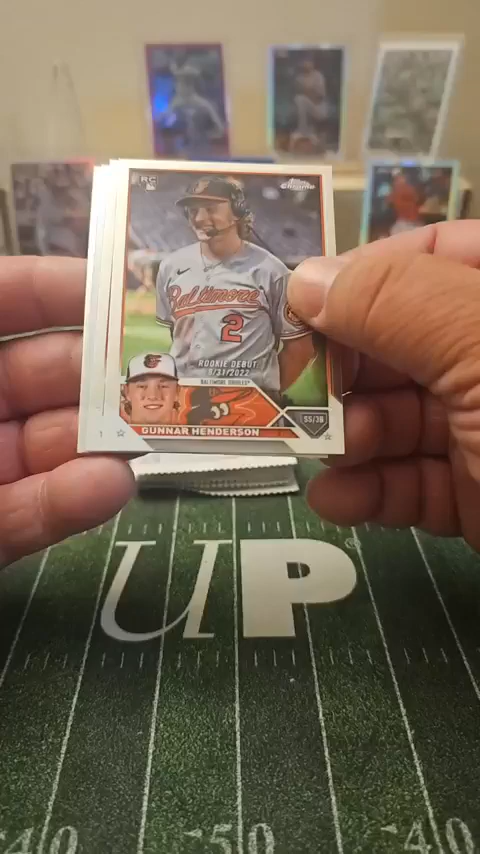 RC
Topps
Chrome
Baltimore
2
ROOKIE DEBUT
8/31/2022
BALTIMORE ORIOLES
SS/3B
GUNNAR HENDERSON
UP
40
50
40